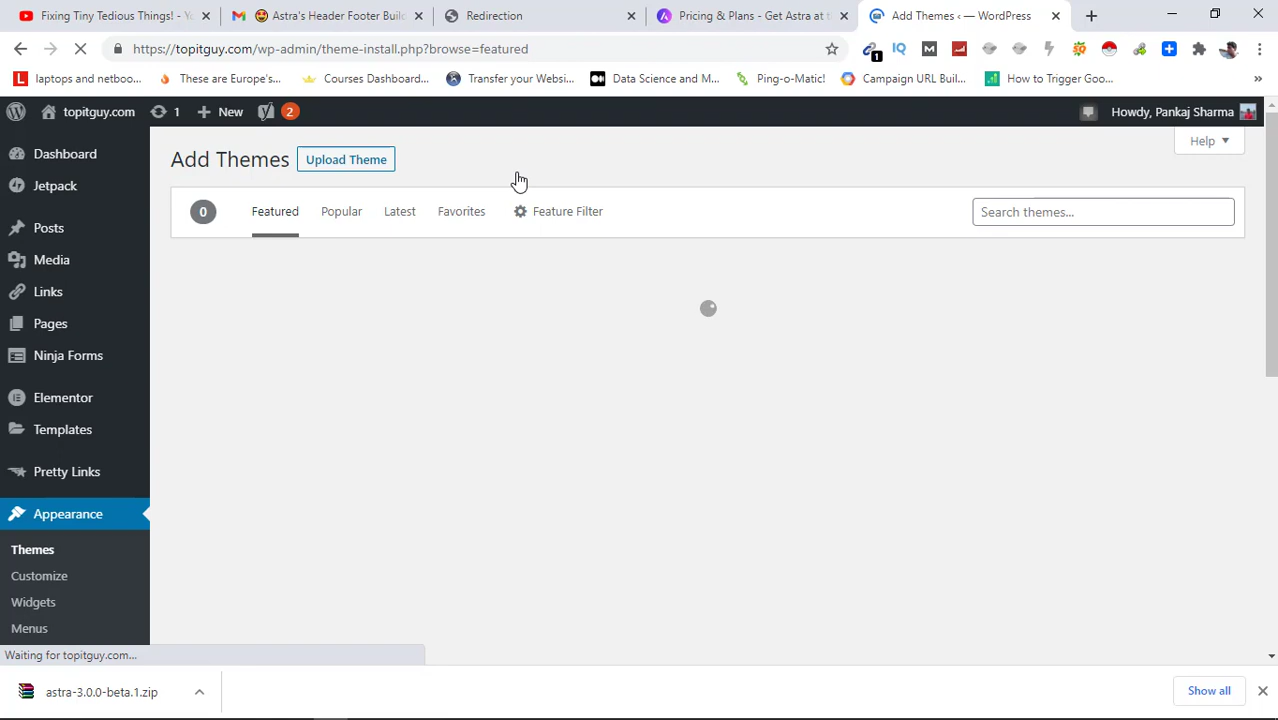 Fixing Tiny Tedious Things! - Yo
Astra's Header Footer Buil
Redirection
Pricing & Plans - Get Astra at t
Add Themes ‹ — WordPress
https://topitguy.com/wp-admin/theme-install.php?browse=featured
IQ
M
1
L laptops and netboo...
These are Europe's...
Courses Dashboard...
Transfer your Websi...
Data Science and M...
Ping-o-Matic!
Campaign URL Buil...
How to Trigger Goo...
»
topitguy.com
1
+ New
2
Howdy, Pankaj Sharma
Dashboard
Jetpack
Posts
Media
Links
Pages
Ninja Forms
Elementor
Templates
Pretty Links
Appearance
Themes
Customize
Widgets
Menus
Add Themes
Upload Theme
Help
0
Featured
Popular
Latest
Favorites
Feature Filter
Search themes...
Waiting for topitguy.com...
astra-3.0.0-beta.1.zip
Show all